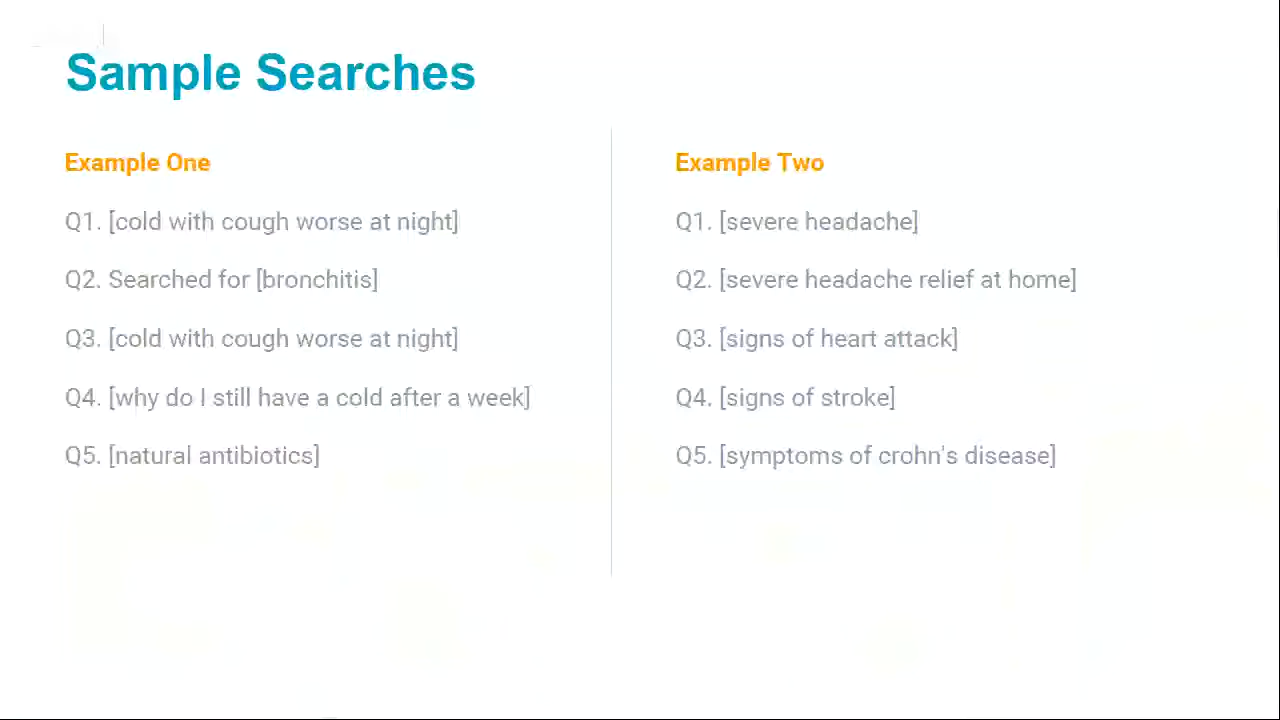 Sample Searches
Example One
Q1. [cold with cough worse at night]
Q2. Searched for [bronchitis]
Q3. [cold with cough worse at night]
Q4. [why do I still have a cold after a week]
Q5. [natural antibiotics]
Example Two
Q1. [severe headache]
Q2. [severe headache relief at home]
Q3. [signs of heart attack]
Q4. [signs of stroke]
Q5. [symptoms of crohn's disease]